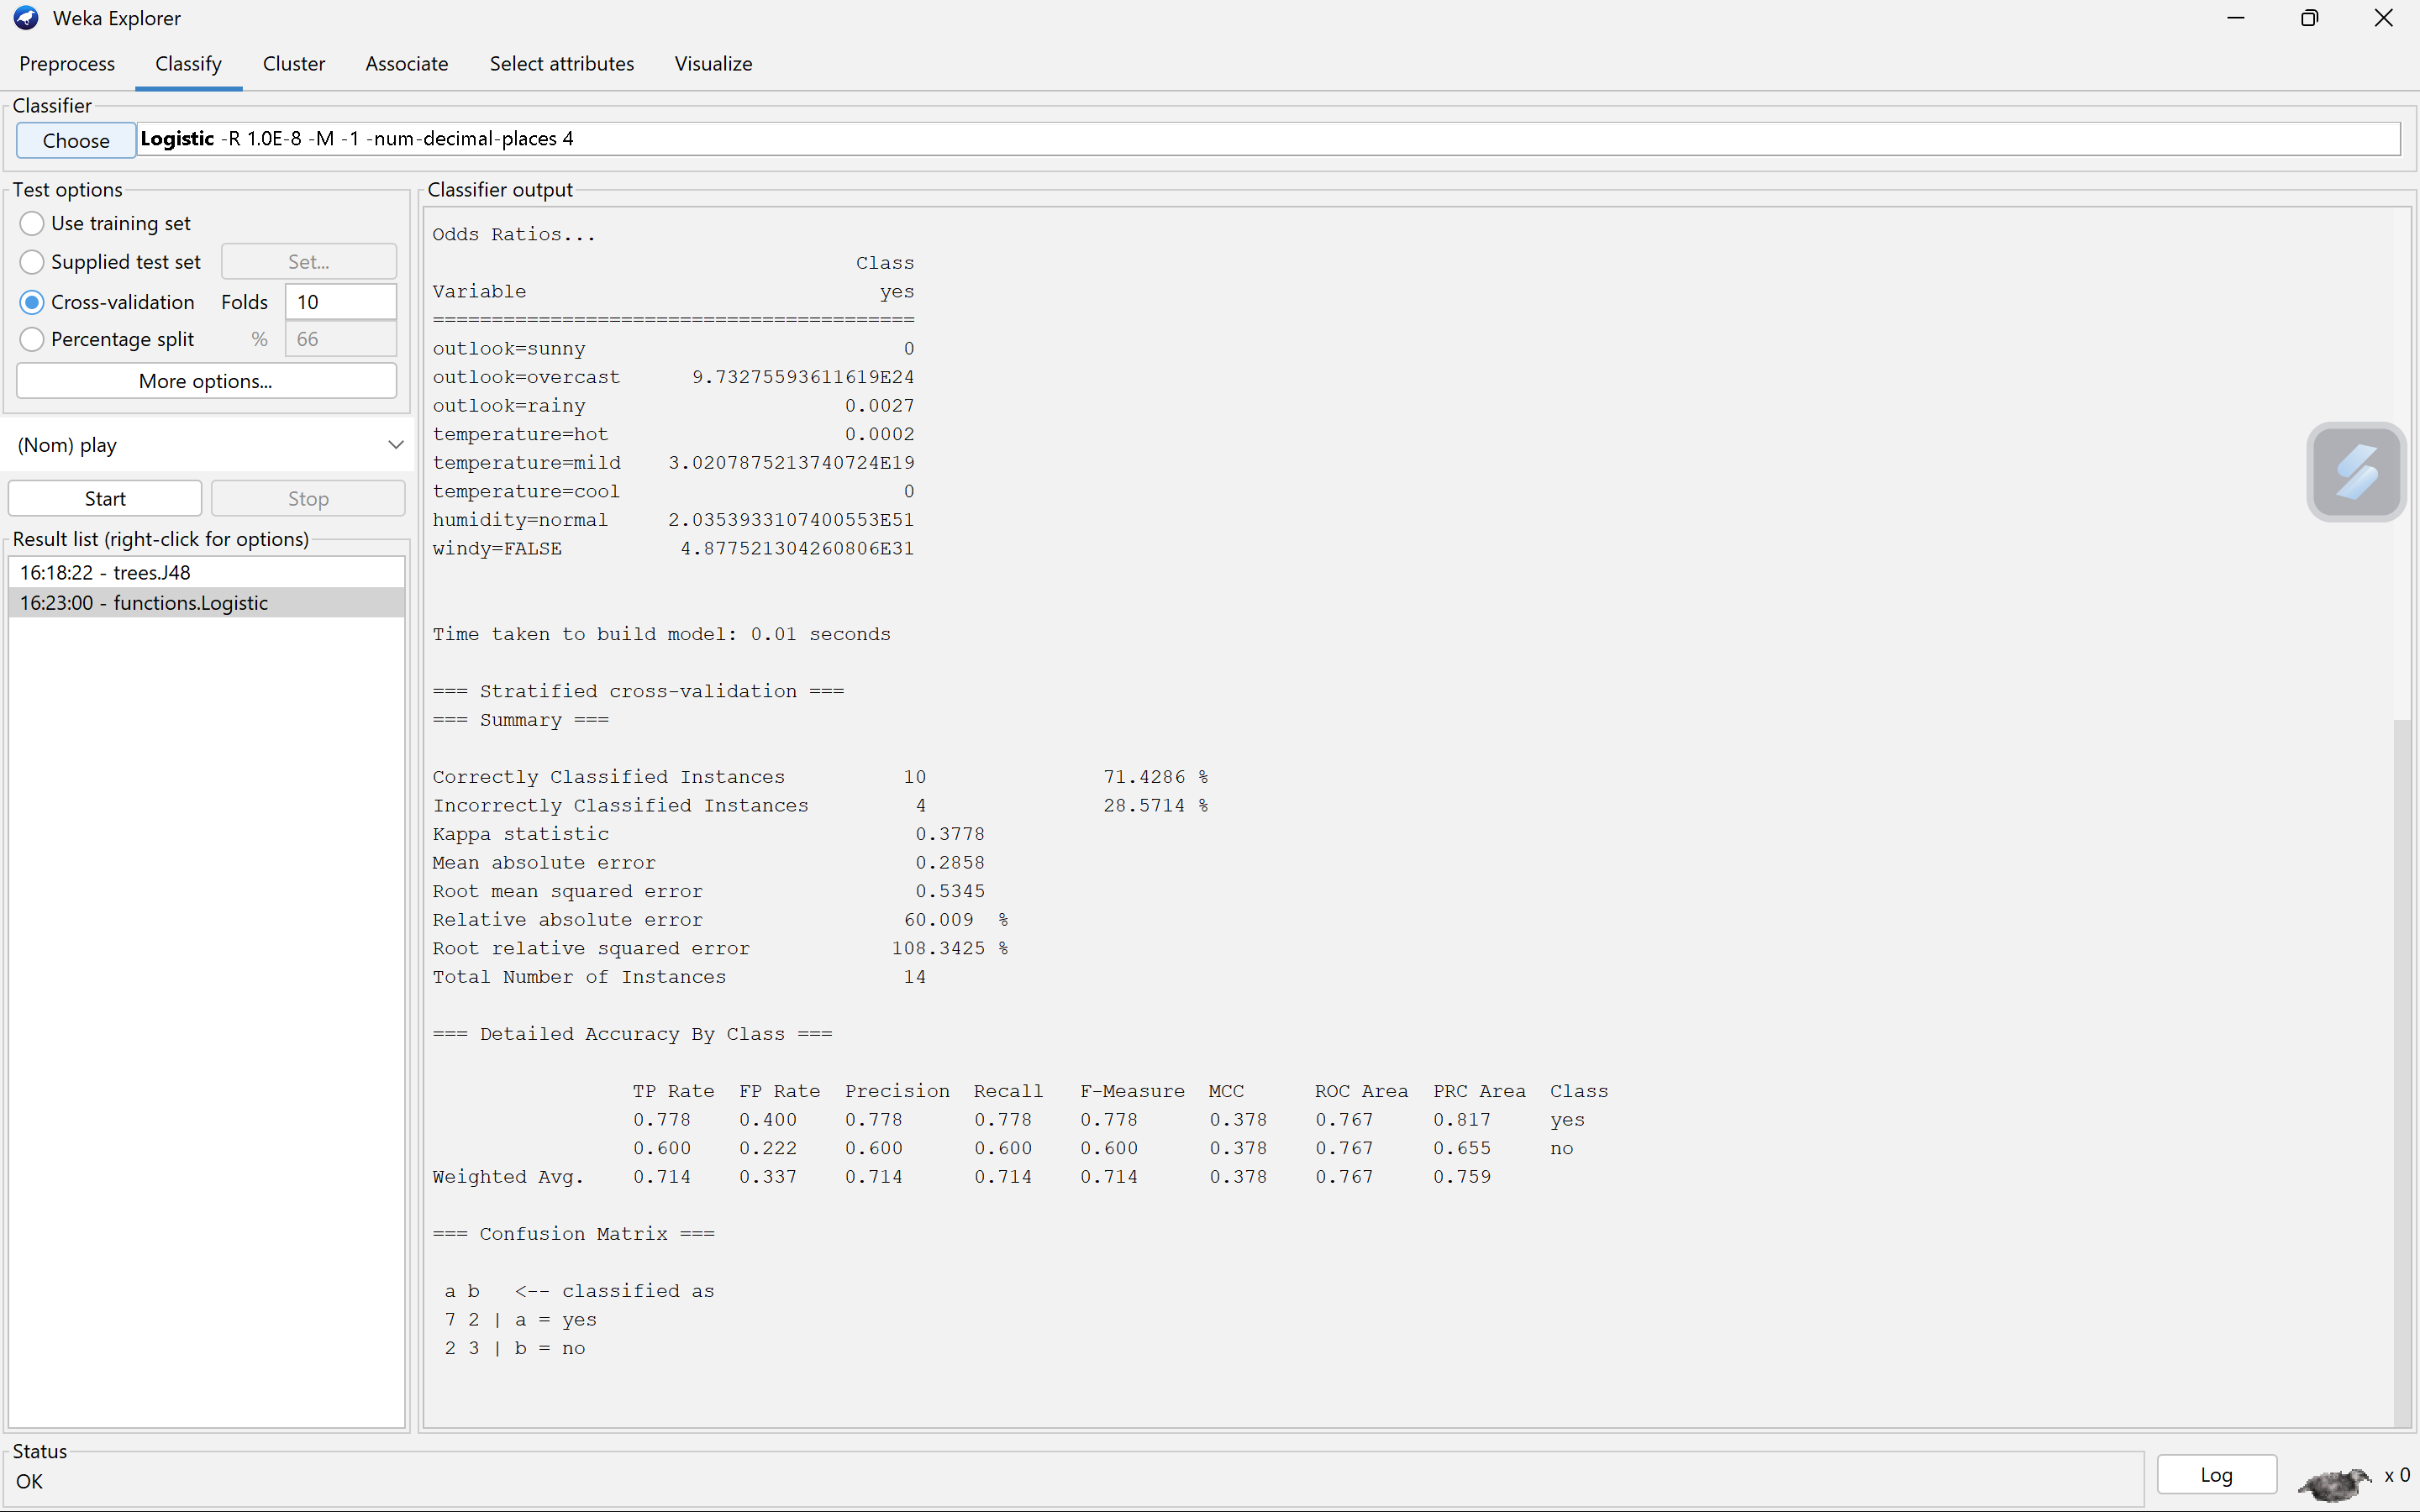 Weka Explorer
Preprocess Classify Cluster Associate Select attributes Visualize
Classifier
Choose Logistic -R 1.0E-8 -M -1 -num-decimal-places 4
Test options
Use training set
Supplied test set Set...
Cross-validation Folds 10
Percentage split % 66
More options...
(Nom) play
Start Stop
Result list (right-click for options)
16:18:22 - trees.J48
16:23:00 - functions.Logistic
Classifier output
Odds Ratios...
Class
Variable yes
=========================================
outlook=sunny 0
outlook=overcast 9.73275593611619E24
outlook=rainy 0.0027
temperature=hot 0.0002
temperature=mild 3.0207875213740724E19
temperature=cool 0
humidity=normal 2.0353933107400553E51
windy=FALSE 4.877521304260806E31
Time taken to build model: 0.01 seconds
=== Stratified cross-validation ===
=== Summary ===
Correctly Classified Instances 10 71.4286 %
Incorrectly Classified Instances 4 28.5714 %
Kappa statistic 0.3778
Mean absolute error 0.2858
Root mean squared error 0.5345
Relative absolute error 60.009 %
Root relative squared error 108.3425 %
Total Number of Instances 14
=== Detailed Accuracy By Class ===
TP Rate FP Rate Precision Recall F-Measure MCC ROC Area PRC Area Class
0.778 0.400 0.778 0.778 0.778 0.378 0.767 0.817 yes
0.600 0.222 0.600 0.600 0.600 0.378 0.767 0.655 no
Weighted Avg. 0.714 0.337 0.714 0.714 0.714 0.378 0.767 0.759
=== Confusion Matrix ===
a b <-- classified as
7 2 | a = yes
2 3 | b = no
Status
OK
Log x 0